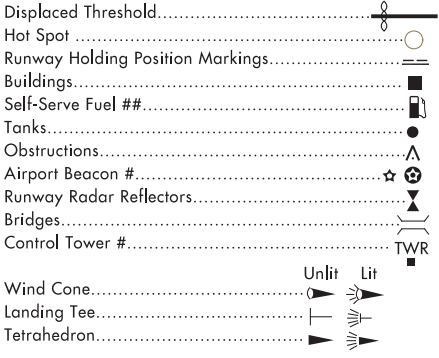 Displaced Threshold
Hot Spot
Runway Holding Position Markings
Buildings
Self-Serve Fuel ##
Tanks
Obstructions
Airport Beacon #
Runway Radar Reflectors
Bridges
Control Tower # TWR
Unlit Lit
Wind Cone
Landing Tee
Tetrahedron